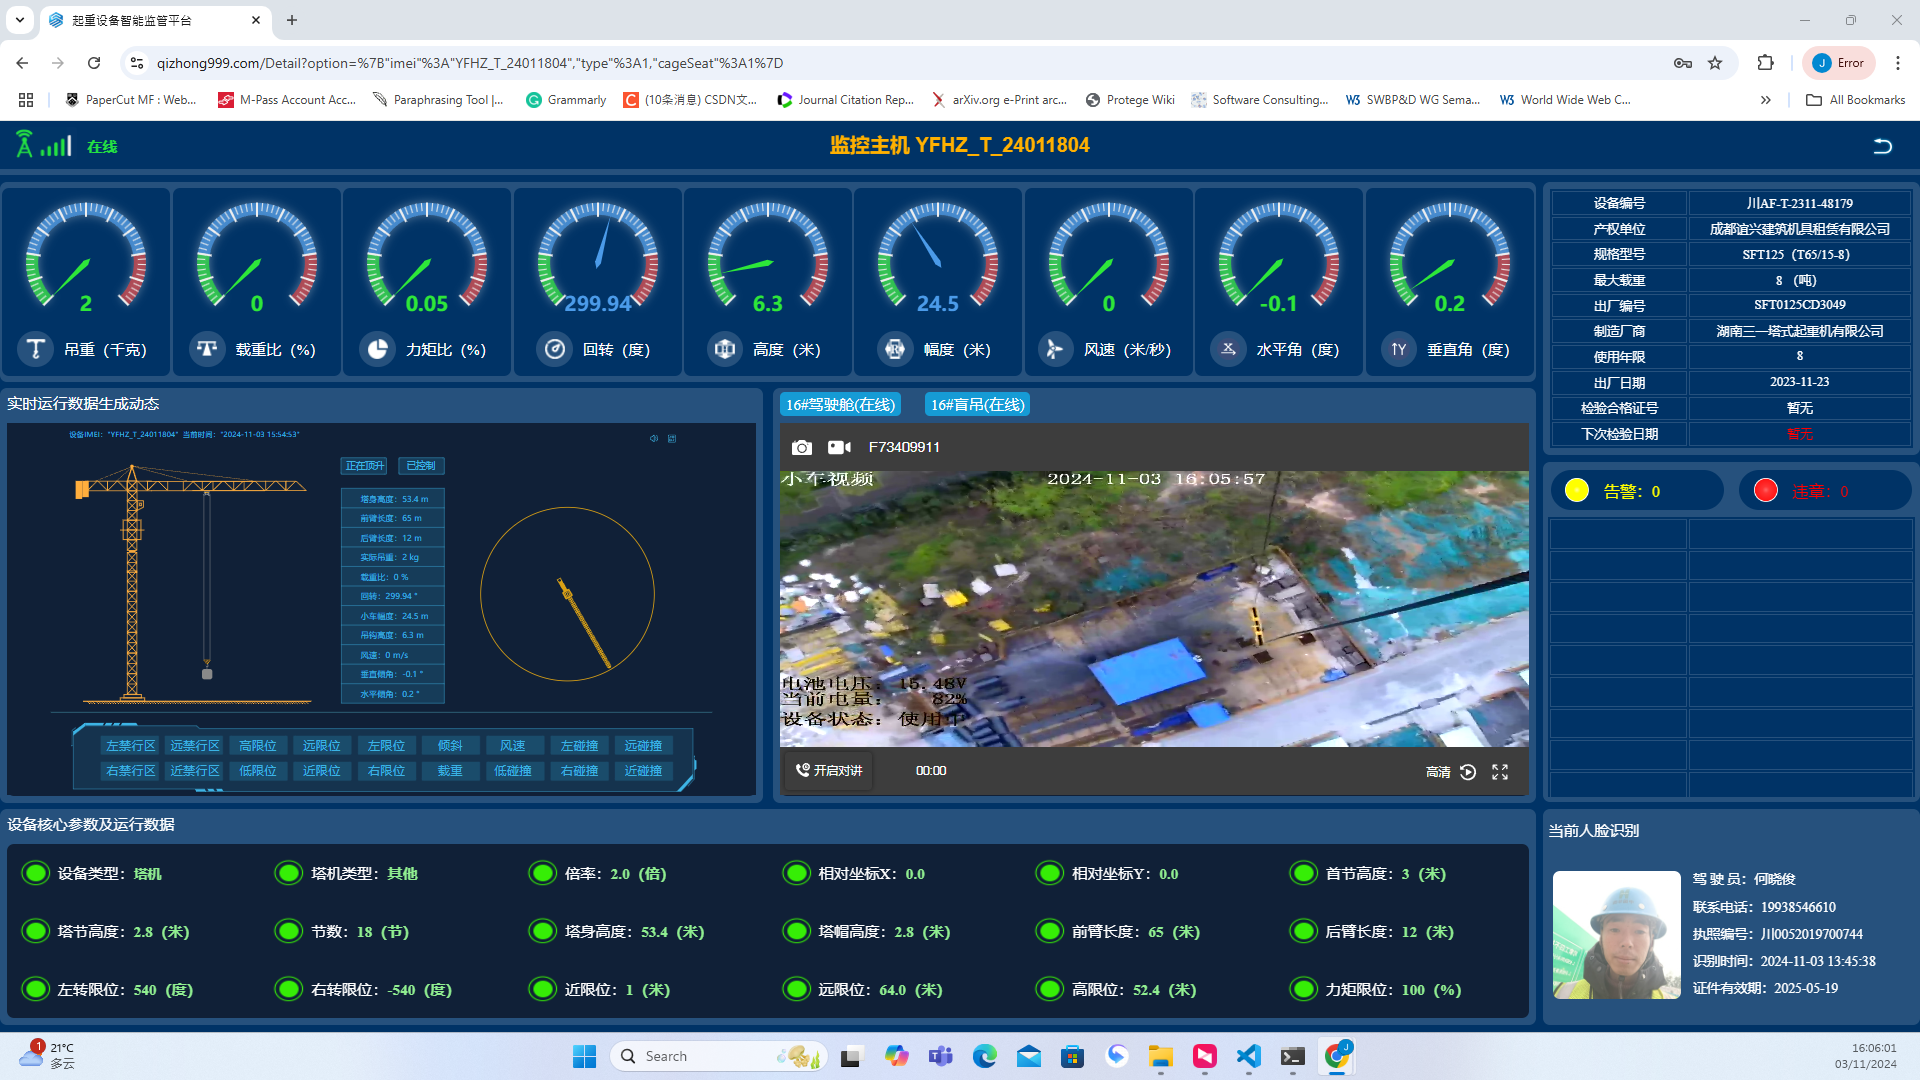 起重设备智能监管平台
qizhong999.com/Detail?option=%7B"imei"%3A"YFHZ_T_24011804","type"%3A1,"cageSeat"%3A1%7D
J Error
PaperCut MF : Web...
M-Pass Account Acc...
Paraphrasing Tool |...
Grammarly
(10条消息) CSDN文...
Journal Citation Rep...
arXiv.org e-Print arc...
Protege Wiki
Software Consulting...
SWBP&D WG Sema...
World Wide Web C...
All Bookmarks
在线
监控主机 YFHZ_T_24011804
2
吊重（千克）
0
载重比（%）
0.05
力矩比（%）
299.94
回转（度）
6.3
高度（米）
24.5
幅度（米）
0
风速（米/秒）
-0.1
水平角（度）
0.2
垂直角（度）
设备编号 川AF-T-2311-48179
产权单位 成都谊兴建筑机具租赁有限公司
规格型号 SFT125（T65/15-8）
最大载重 8 （吨）
出厂编号 SFT0125CD3049
制造厂商 湖南三一塔式起重机有限公司
使用年限 8
出厂日期 2023-11-23
检验合格证号 暂无
下次检验日期 暂无
告警：0
违章：0
实时运行数据生成动态
设备IMEI："YFHZ_T_24011804" 当前时间："2024-11-03 15:54:53"
正在顶升 已控制
塔身高度：53.4 m
前臂长度：65 m
后臂长度：12 m
实际吊重：2 kg
载重比：0 %
回转：299.94 °
小车幅度：24.5 m
吊钩高度：6.3 m
风速：0 m/s
垂直倾角：-0.1 °
水平倾角：0.2 °
左禁行区 远禁行区 高限位 远限位 左限位 倾斜 风速 左碰撞 远碰撞
右禁行区 近禁行区 低限位 近限位 右限位 载重 低碰撞 右碰撞 近碰撞
16#驾驶舱(在线)
16#盲吊(在线)
F73409911
小车视频 2024-11-03 16:05:57
电池电压： 15.48V
当前电量： 82%
设备状态： 使用中
开启对讲
00:00
高清
设备核心参数及运行数据
设备类型：塔机
塔机类型：其他
倍率：2.0（倍）
相对坐标X：0.0
相对坐标Y：0.0
首节高度：3（米）
塔节高度：2.8（米）
节数：18（节）
塔身高度：53.4（米）
塔帽高度：2.8（米）
前臂长度：65（米）
后臂长度：12（米）
左转限位：540（度）
右转限位：-540（度）
近限位：1（米）
远限位：64.0（米）
高限位：52.4（米）
力矩限位：100（%）
当前人脸识别
驾 驶 员：何晓俊
联系电话：19938546610
执照编号：川0052019700744
识别时间：2024-11-03 13:45:38
证件有效期：2025-05-19
1
21°C
多云
Search
J
16:06:01
03/11/2024